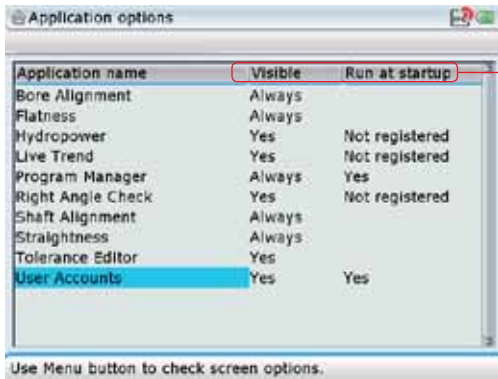 Application options
Application name Visible Run at startup
Bore Alignment Always
Flatness Always
Hydropower Yes Not registered
Live Trend Yes Not registered
Program Manager Always Yes
Right Angle Check Yes Not registered
Shaft Alignment Always
Straightness Always
Tolerance Editor Yes
User Accounts Yes Yes
Use Menu button to check screen options.